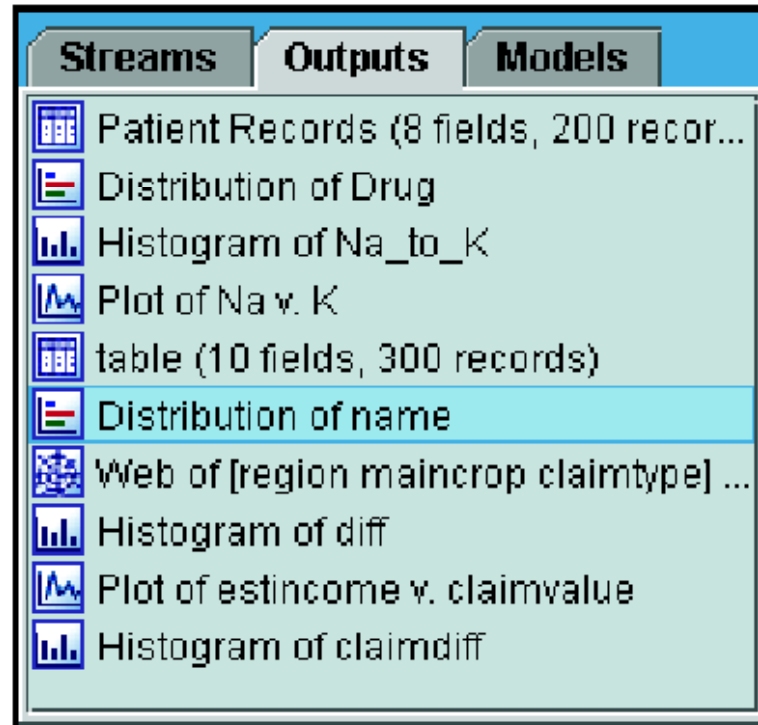 Streams Outputs Models
Patient Records (8 fields, 200 recor...
Distribution of Drug
Histogram of Na_to_K
Plot of Na v. K
table (10 fields, 300 records)
Distribution of name
Web of [region maincrop claimtype] ...
Histogram of diff
Plot of estincome v. claimvalue
Histogram of claimdiff